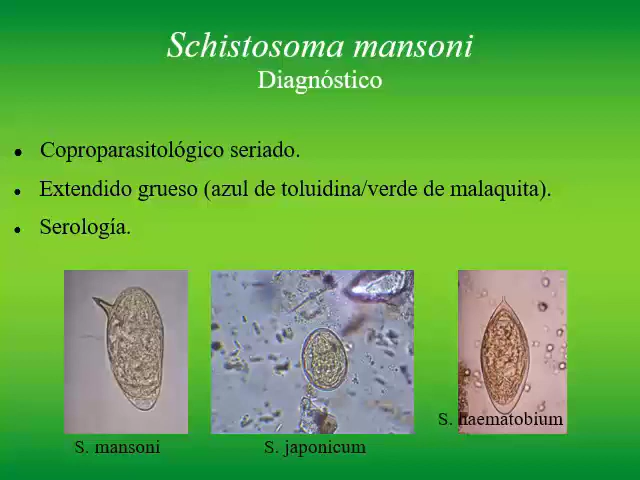 Schistosoma mansoni
Diagnóstico
Coproparasitológico seriado.
Extendido grueso (azul de toluidina/verde de malaquita).
Serología.
S. mansoni
S. japonicum
S. haematobium